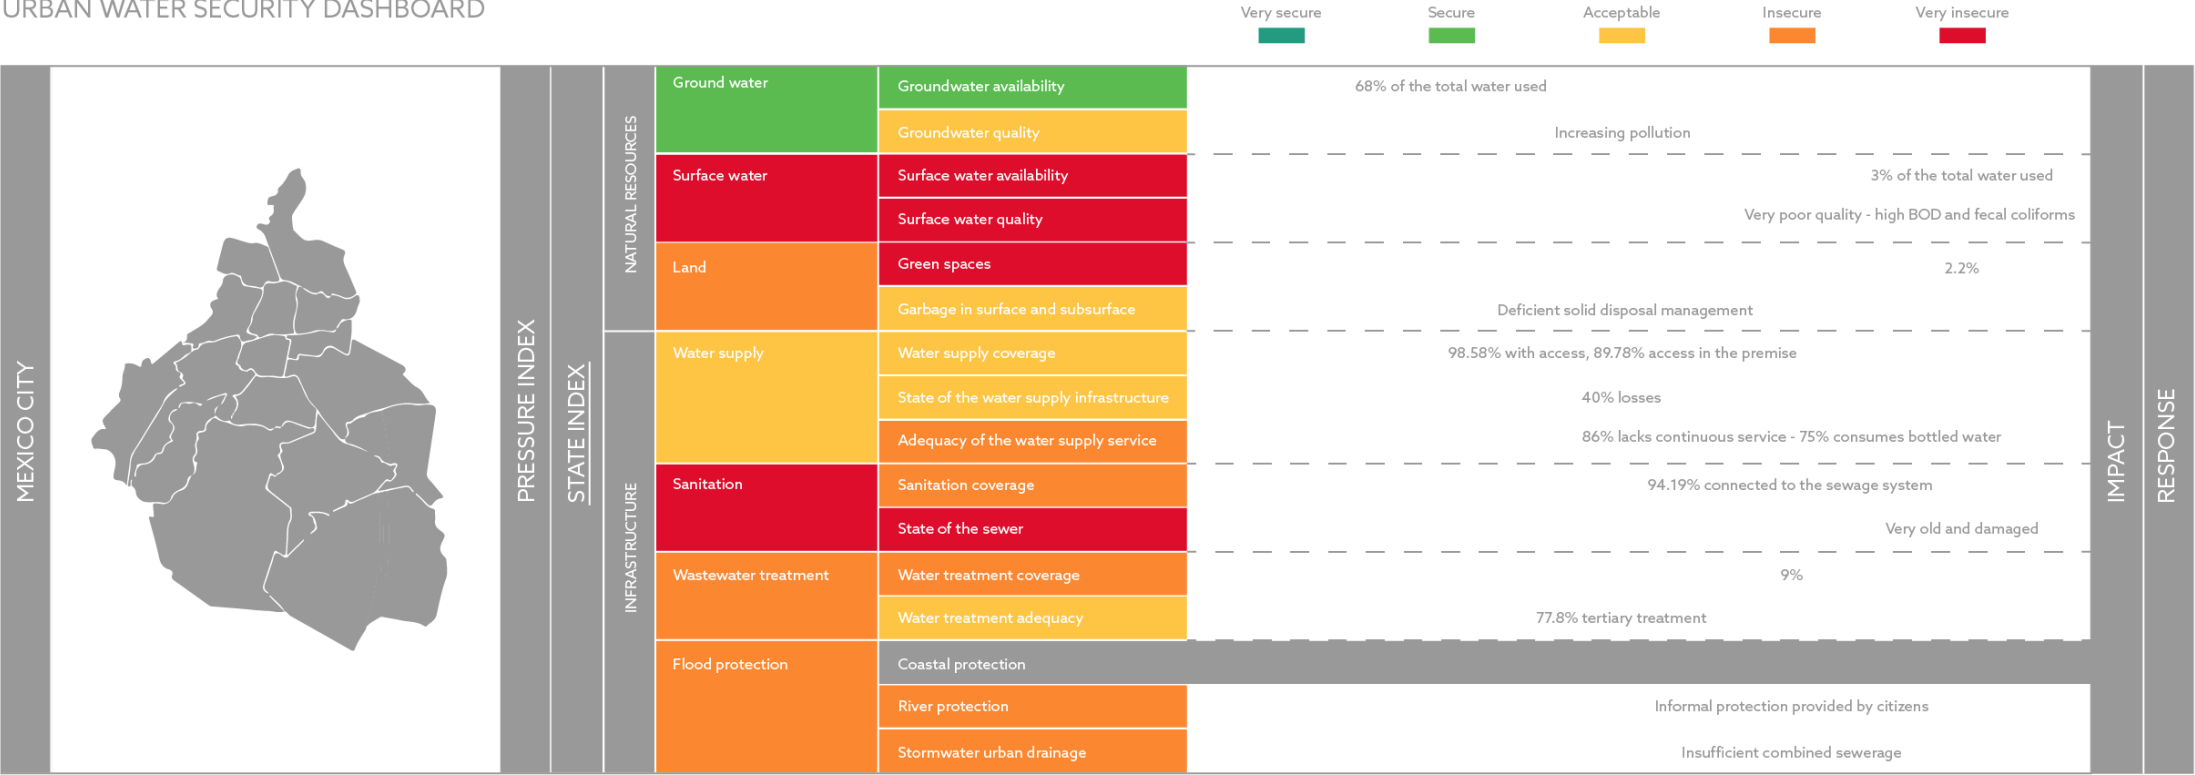 URBAN WATER SECURITY DASHBOARD
Very secure
Secure
Acceptable
Insecure
Very insecure
MEXICO CITY
PRESSURE INDEX
STATE INDEX
NATURAL RESOURCES
Ground water
Groundwater availability
68% of the total water used
Groundwater quality
Increasing pollution
Surface water
Surface water availability
3% of the total water used
Surface water quality
Very poor quality - high BOD and fecal coliforms
Land
Green spaces
2.2%
Garbage in surface and subsurface
Deficient solid disposal management
INFRASTRUCTURE
Water supply
Water supply coverage
98.58% with access, 89.78% access in the premise
State of the water supply infrastructure
40% losses
Adequacy of the water supply service
86% lacks continuous service - 75% consumes bottled water
Sanitation
Sanitation coverage
94.19% connected to the sewage system
State of the sewer
Very old and damaged
Wastewater treatment
Water treatment coverage
9%
Water treatment adequacy
77.8% tertiary treatment
Flood protection
Coastal protection
River protection
Informal protection provided by citizens
Stormwater urban drainage
Insufficient combined sewerage
IMPACT
RESPONSE